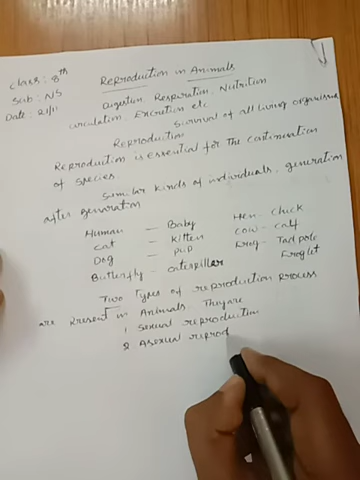 Class : 8th
Reproduction in Animals
Sub : NS
Date : 21/11
Digestion, Respiration, Nutrition
circulation, Excretion etc
Survival of all living organisms
Reproduction
Reproduction is essential for The continuation
of species.
Similar kinds of individuals, generation
after generation
Human — Baby Hen - chick
cat — kitten cow - calf
Dog — pup Frog - Tadpole
Butterfly - caterpillar Froglet
Two Types of reproduction process
are present in Animals. They are
1 sexual reproduction
2 Asexual reprod